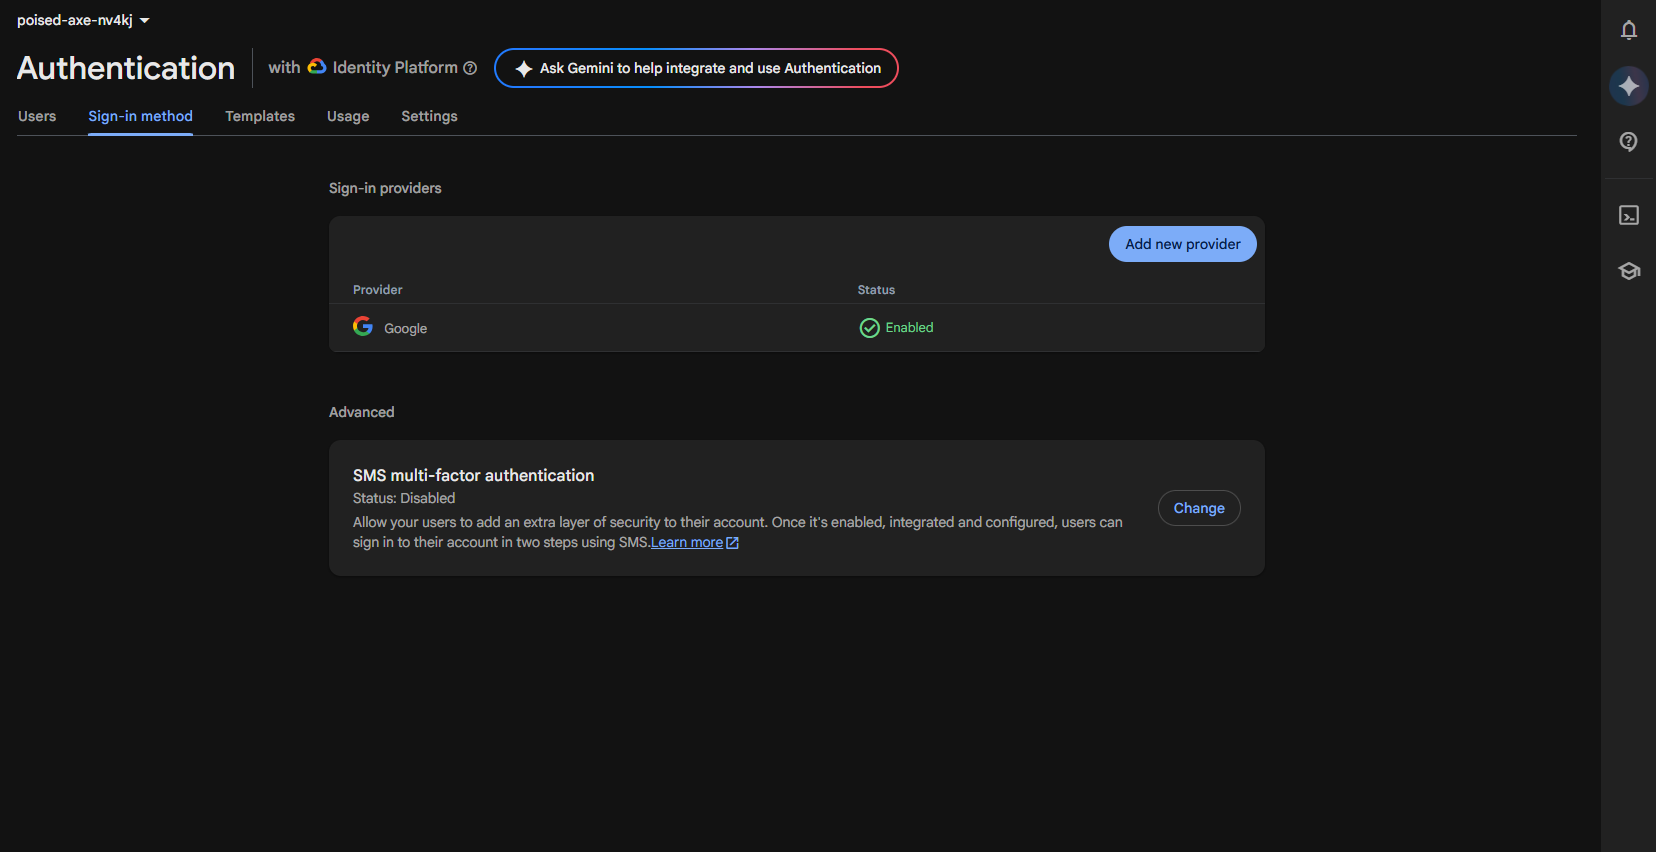 poised-axe-nv4kj
Authentication
with Identity Platform
Ask Gemini to help integrate and use Authentication
Users
Sign-in method
Templates
Usage
Settings
Sign-in providers
Add new provider
Provider
Status
Google
Enabled
Advanced
SMS multi-factor authentication
Status: Disabled
Allow your users to add an extra layer of security to their account. Once it's enabled, integrated and configured, users can
sign in to their account in two steps using SMS.Learn more
Change